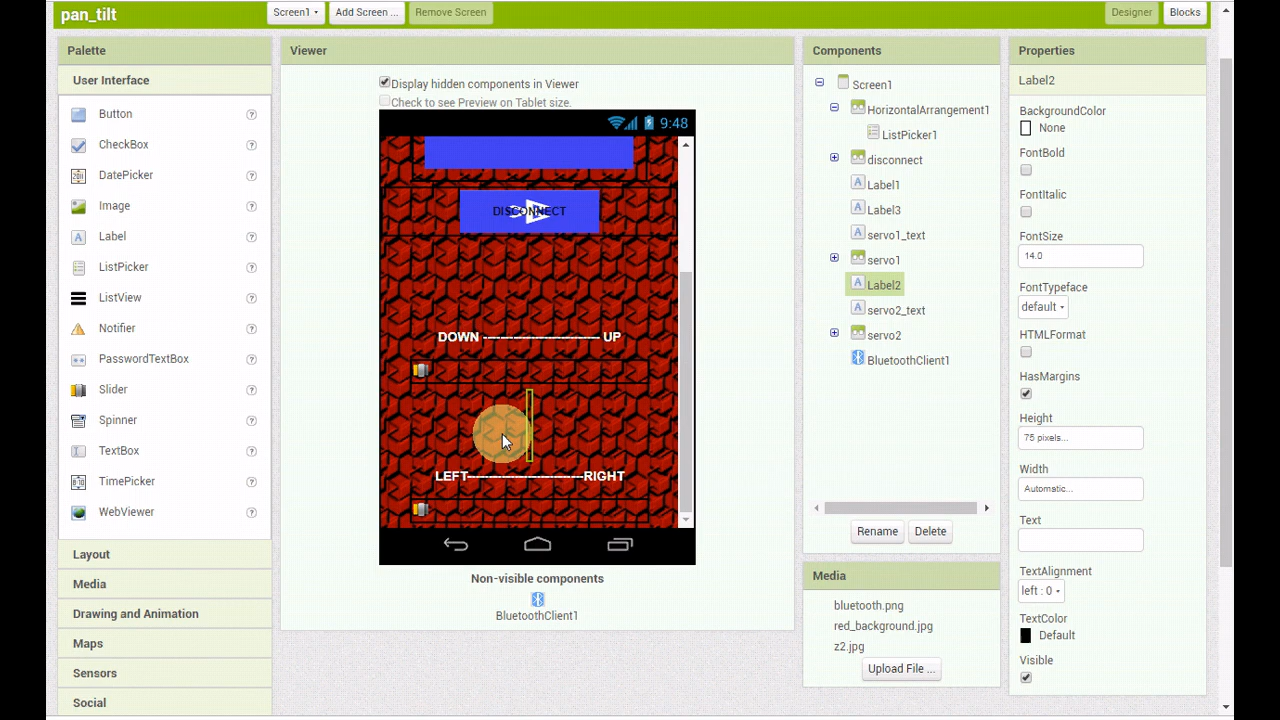 pan_tilt
Screen1
Add Screen ...
Remove Screen
Designer
Blocks
Palette
User Interface
Button ?
CheckBox ?
DatePicker ?
Image ?
Label ?
ListPicker ?
ListView ?
Notifier ?
PasswordTextBox ?
Slider ?
Spinner ?
TextBox ?
TimePicker ?
WebViewer ?
Layout
Media
Drawing and Animation
Maps
Sensors
Social
Viewer
Display hidden components in Viewer
Check to see Preview on Tablet size.
9:48
DISCONNECT
DOWN ---------------------------- UP
LEFT----------------------------RIGHT
Non-visible components
BluetoothClient1
Components
Screen1
HorizontalArrangement1
ListPicker1
disconnect
Label1
Label3
servo1_text
servo1
Label2
servo2_text
servo2
BluetoothClient1
Rename
Delete
Media
bluetooth.png
red_background.jpg
z2.jpg
Upload File ...
Properties
Label2
BackgroundColor
None
FontBold
FontItalic
FontSize
14.0
FontTypeface
default
HTMLFormat
HasMargins
Height
75 pixels...
Width
Automatic...
Text
TextAlignment
left : 0
TextColor
Default
Visible